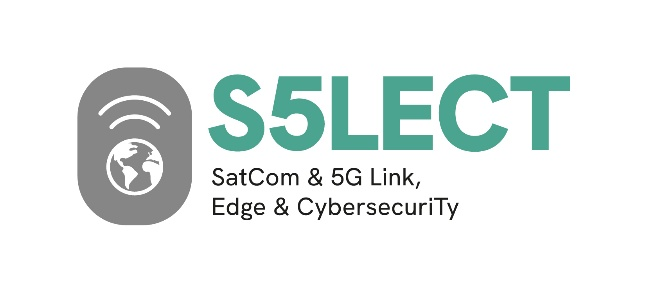 S5LECT
SatCom & 5G Link,
Edge & CybersecuriTy